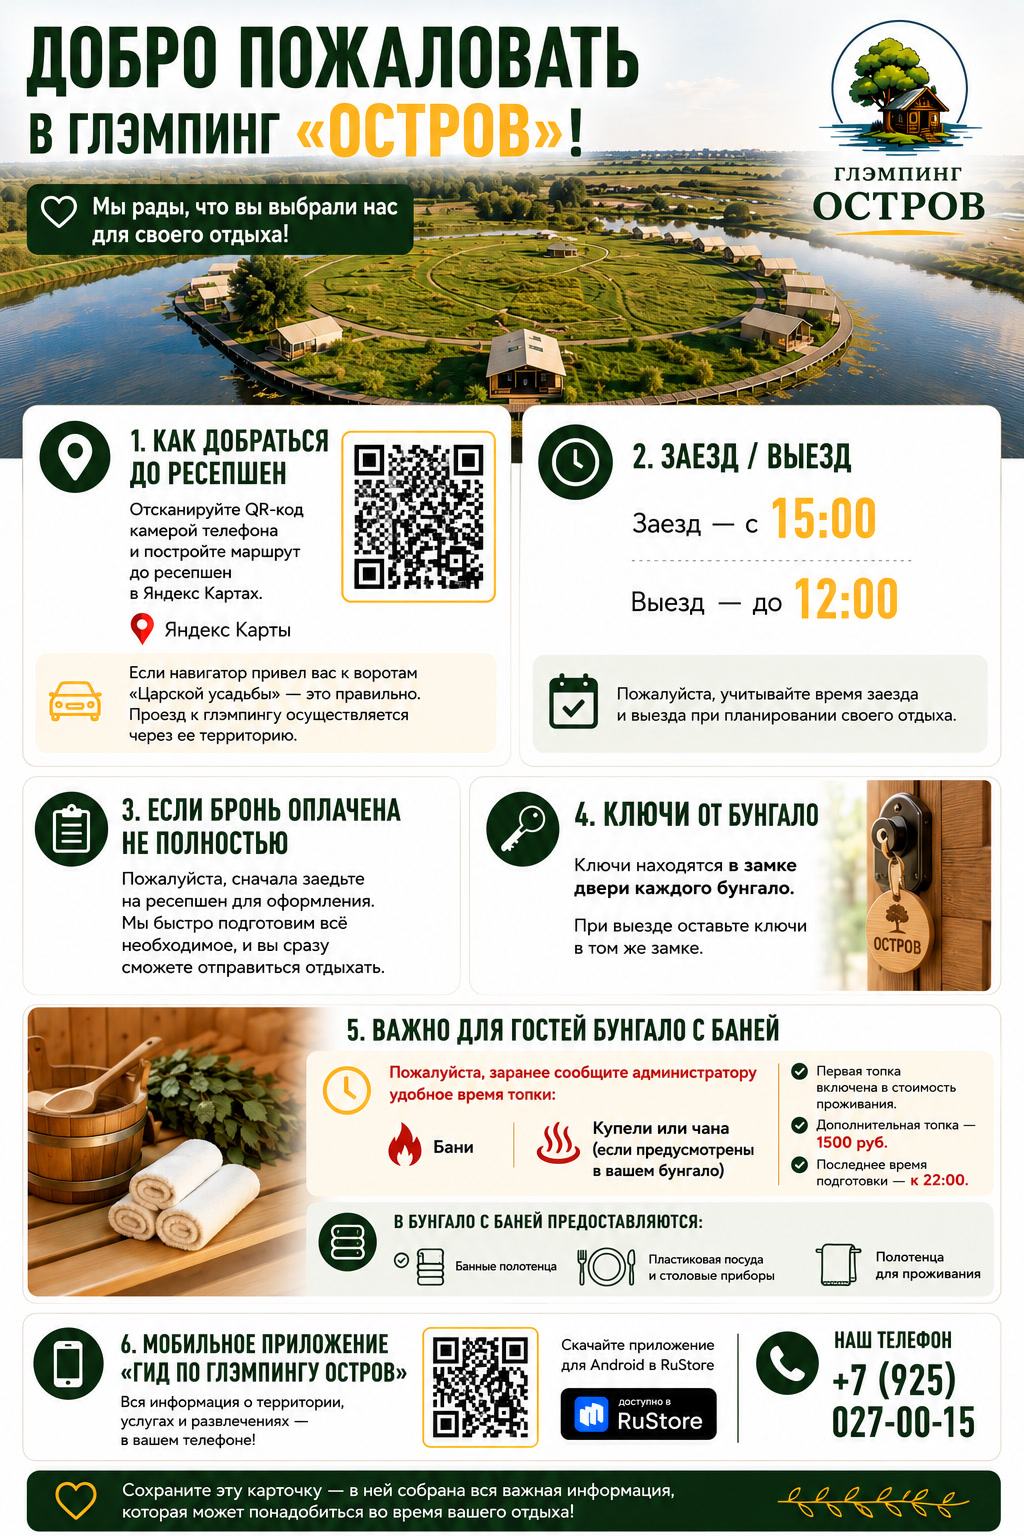 ДОБРО ПОЖАЛОВАТЬ
В ГЛЭМПИНГ «ОСТРОВ»!
Мы рады, что вы выбрали нас
для своего отдыха!
ГЛЭМПИНГ
ОСТРОВ
1. КАК ДОБРАТЬСЯ
ДО РЕСЕПШЕН
Отсканируйте QR-код
камерой телефона
и постройте маршрут
до ресепшен
в Яндекс Картах.
Яндекс Карты
Если навигатор привел вас к воротам
«Царской усадьбы» — это правильно.
Проезд к глэмпингу осуществляется
через ее территорию.
2. ЗАЕЗД / ВЫЕЗД
Заезд — с 15:00
Выезд — до 12:00
Пожалуйста, учитывайте время заезда
и выезда при планировании своего отдыха.
3. ЕСЛИ БРОНЬ ОПЛАЧЕНА
НЕ ПОЛНОСТЬЮ
Пожалуйста, сначала заедьте
на ресепшен для оформления.
Мы быстро подготовим всё
необходимое, и вы сразу
сможете отправиться отдыхать.
4. КЛЮЧИ ОТ БУНГАЛО
Ключи находятся в замке
двери каждого бунгало.
При выезде оставьте ключи
в том же замке.
ОСТРОВ
5. ВАЖНО ДЛЯ ГОСТЕЙ БУНГАЛО С БАНЕЙ
Пожалуйста, заранее сообщите администратору
удобное время топки:
Бани
Купели или чана
(если предусмотрены
в вашем бунгало)
Первая топка
включена в стоимость
проживания.
Дополнительная топка —
1500 руб.
Последнее время
подготовки — к 22:00.
В БУНГАЛО С БАНЕЙ ПРЕДОСТАВЛЯЮТСЯ:
Банные полотенца
Пластиковая посуда
и столовые приборы
Полотенца
для проживания
6. МОБИЛЬНОЕ ПРИЛОЖЕНИЕ
«ГИД ПО ГЛЭМПИНГУ ОСТРОВ»
Вся информация о территории,
услугах и развлечениях —
в вашем телефоне!
Скачайте приложение
для Android в RuStore
ДОСТУПНО В
RuStore
НАШ ТЕЛЕФОН
+7 (925)
027-00-15
Сохраните эту карточку — в ней собрана вся важная информация,
которая может понадобиться во время вашего отдыха!